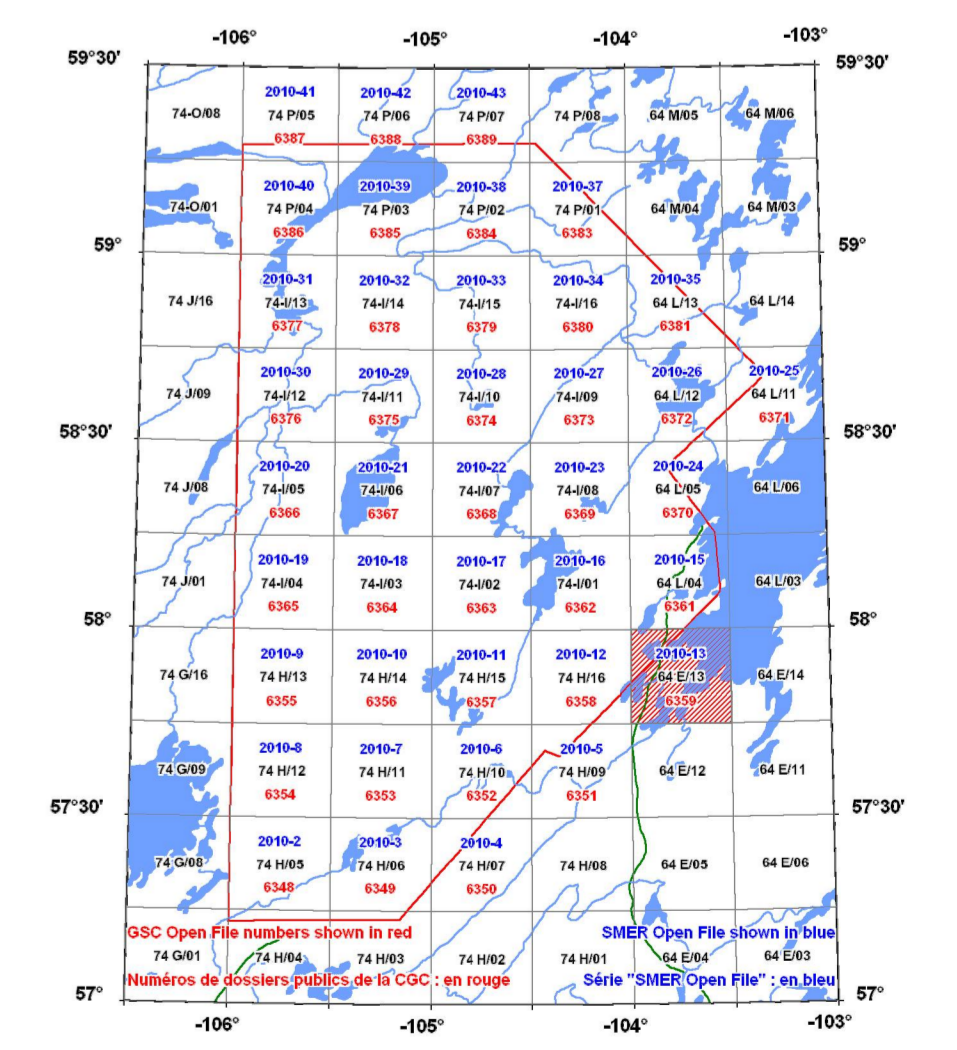 -106° -105° -104° -103°
59°30' 59°30'
2010-41 2010-42 2010-43
74-O/08 74 P/05 74 P/06 74 P/07 74 P/08 64 M/05 64 M/06
6387 6388 6389
2010-40 2010-39 2010-38 2010-37
74-O/01 74 P/04 74 P/03 74 P/02 74 P/01 64 M/04 64 M/03
6386 6385 6384 6383
59° 59°
2010-31 2010-32 2010-33 2010-34 2010-35
74 J/16 74-I/13 74-I/14 74-I/15 74-I/16 64 L/13 64 L/14
6377 6378 6379 6380 6381
2010-30 2010-29 2010-28 2010-27 2010-26 2010-25
74 J/09 74-I/12 74-I/11 74-I/10 74-I/09 64 L/12 64 L/11
6376 6375 6374 6373 6372 6371
58°30' 58°30'
2010-20 2010-21 2010-22 2010-23 2010-24
74 J/08 74-I/05 74-I/06 74-I/07 74-I/08 64 L/05 64 L/06
6366 6367 6368 6369 6370
2010-19 2010-18 2010-17 2010-16 2010-15
74 J/01 74-I/04 74-I/03 74-I/02 74-I/01 64 L/04 64 L/03
6365 6364 6363 6362 6361
58° 58°
2010-9 2010-10 2010-11 2010-12 2010-13
74 G/16 74 H/13 74 H/14 74 H/15 74 H/16 64 E/13 64 E/14
6355 6356 6357 6358 6359
2010-8 2010-7 2010-6 2010-5
74 G/09 74 H/12 74 H/11 74 H/10 74 H/09 64 E/12 64 E/11
6354 6353 6352 6351
57°30' 57°30'
2010-2 2010-3 2010-4
74 G/08 74 H/05 74 H/06 74 H/07 74 H/08 64 E/05 64 E/06
6348 6349 6350
GSC Open File numbers shown in red SMER Open File shown in blue
74 G/01 74 H/04 74 H/03 74 H/02 74 H/01 64 E/04 64 E/03
Numéros de dossiers publics de la CGC : en rouge Série "SMER Open File" : en bleu
57° 57°
-106° -105° -104° -103°